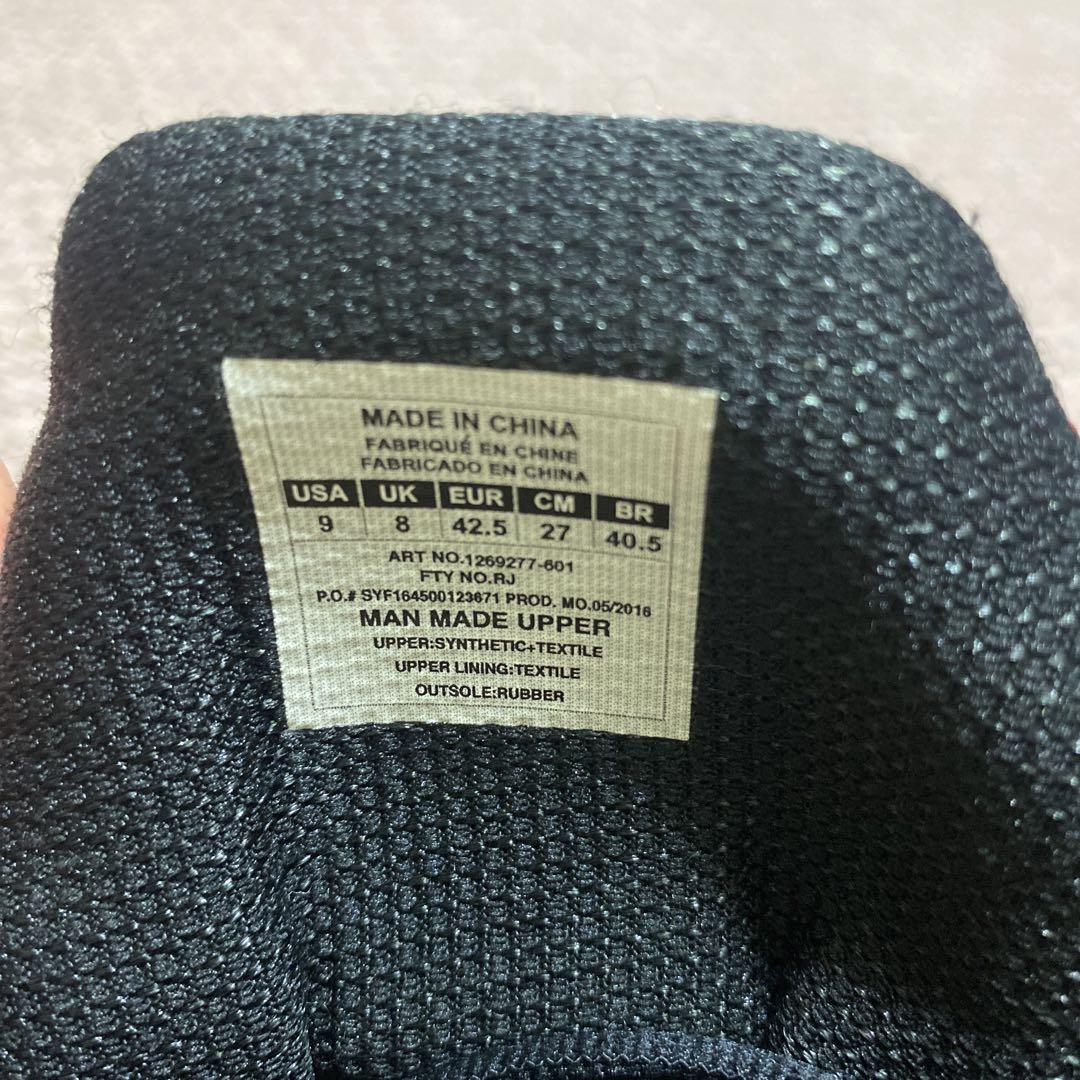 MADE IN CHINA
FABRIQUÉ EN CHINE
FABRICADO EN CHINA
USA UK EUR CM BR
9 8 42.5 27 40.5
ART NO.1269277-601
FTY NO.RJ
P.O.# SYF164500123671 PROD. MO.05/2016
MAN MADE UPPER
UPPER:SYNTHETIC+TEXTILE
UPPER LINING:TEXTILE
OUTSOLE:RUBBER